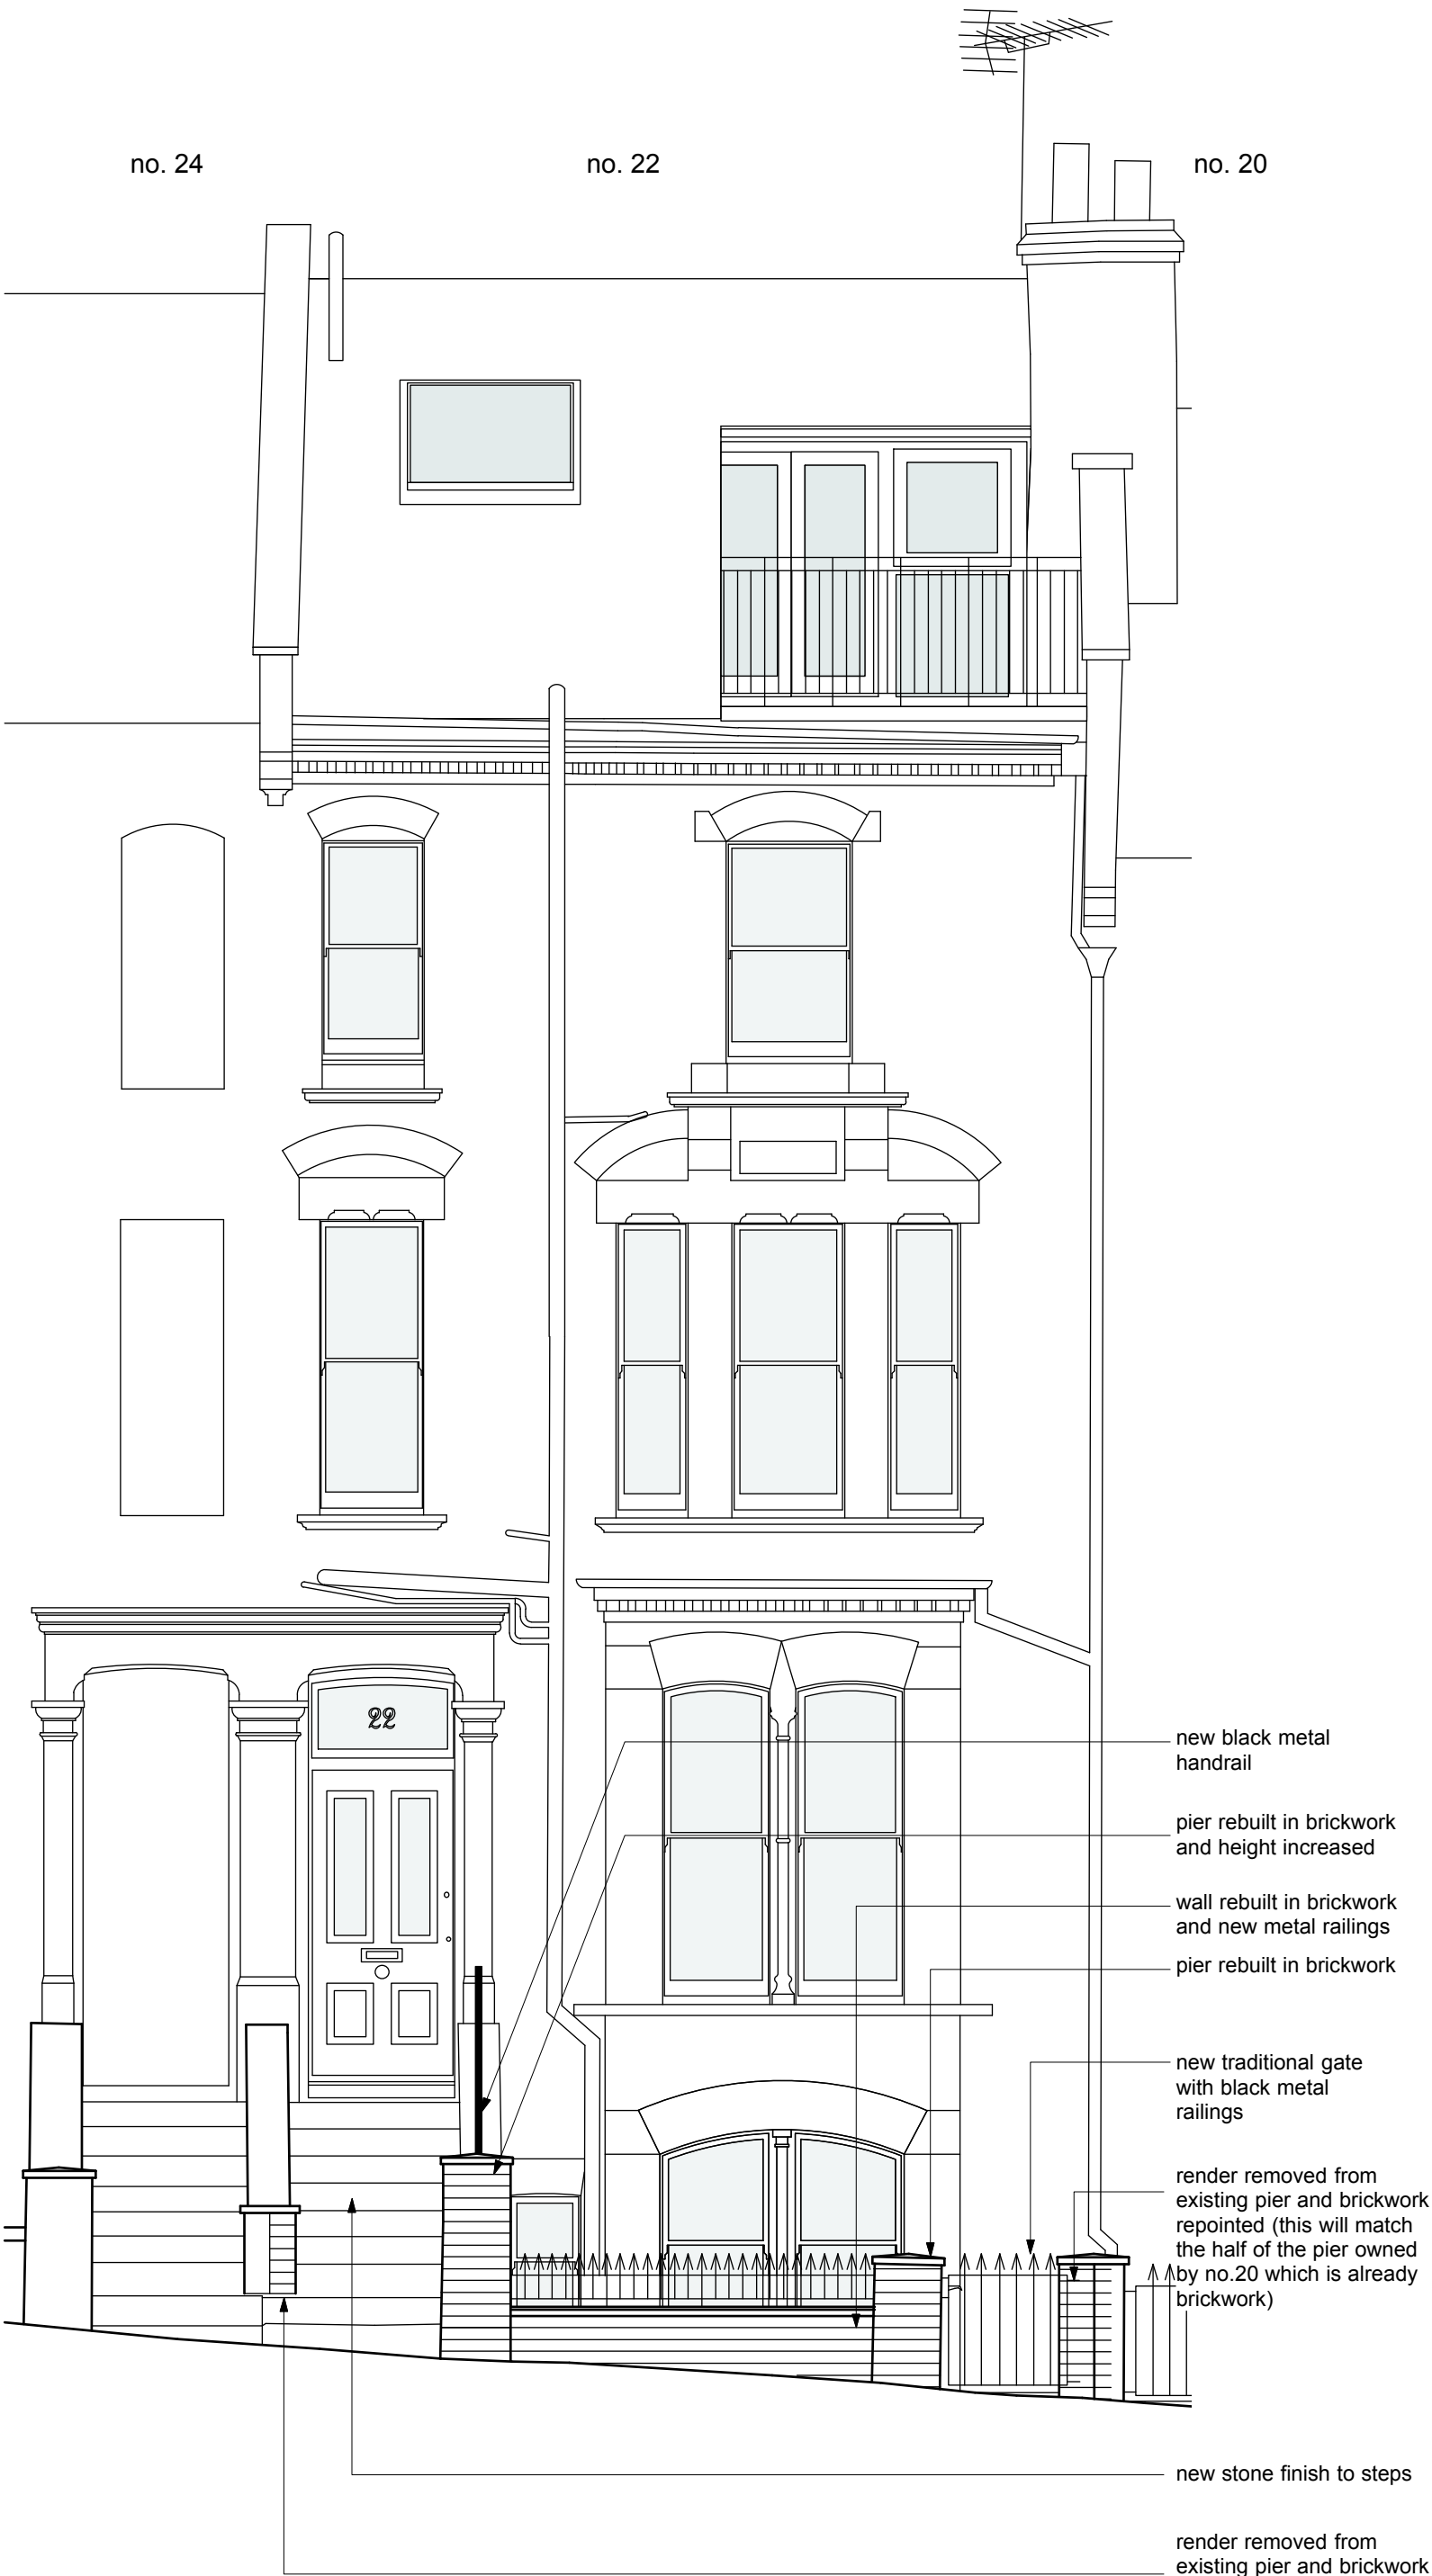 no. 24
no. 22
no. 20
22
new black metal
handrail
pier rebuilt in brickwork
and height increased
wall rebuilt in brickwork
and new metal railings
pier rebuilt in brickwork
new traditional gate
with black metal
railings
render removed from
existing pier and brickwork
repointed (this will match
the half of the pier owned
by no.20 which is already
brickwork)
new stone finish to steps
render removed from
existing pier and brickwork